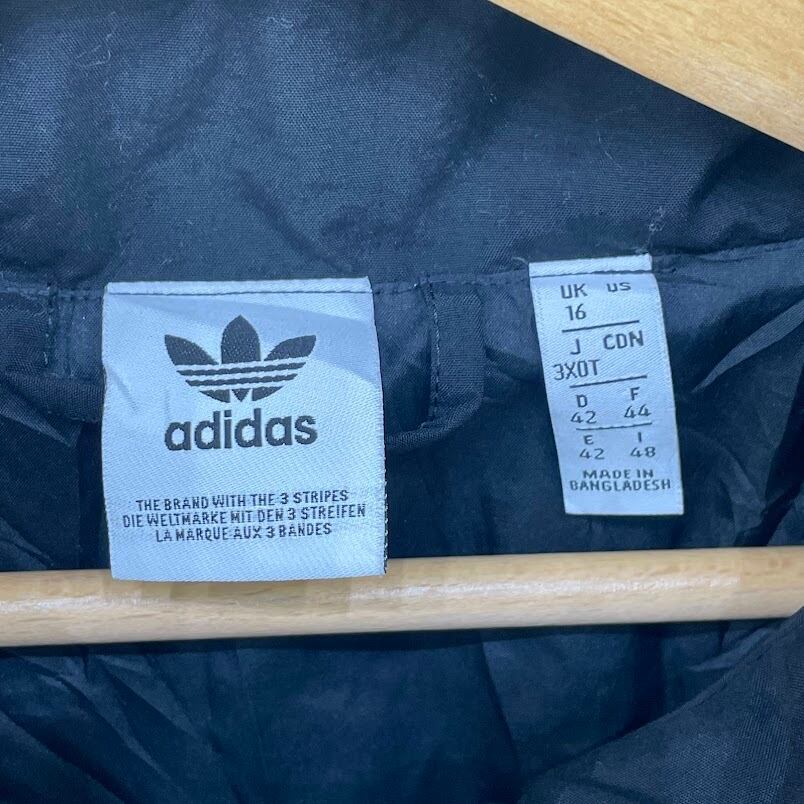 adidas
THE BRAND WITH THE 3 STRIPES
DIE WELTMARKE MIT DEN 3 STREIFEN
LA MARQUE AUX 3 BANDES
UK US
16
J CDN
3XOT
D F
42 44
E I
42 48
MADE IN
BANGLADESH